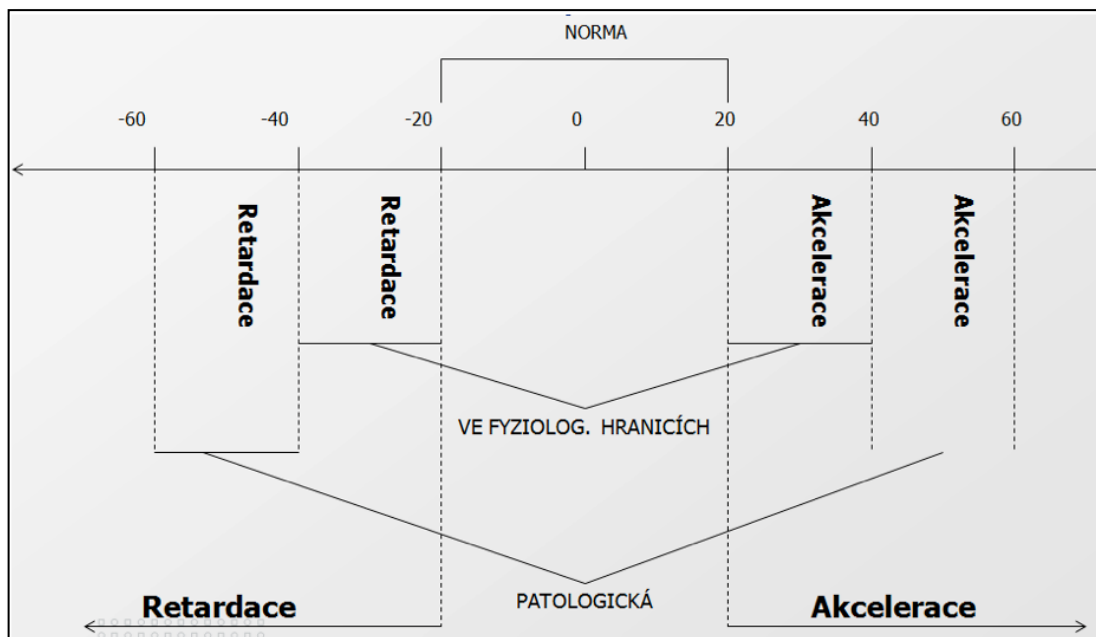 NORMA
-60 -40 -20 0 20 40 60
Retardace Retardace Akcelerace Akcelerace
VE FYZIOLOG. HRANICÍCH
PATOLOGICKÁ
Retardace Akcelerace